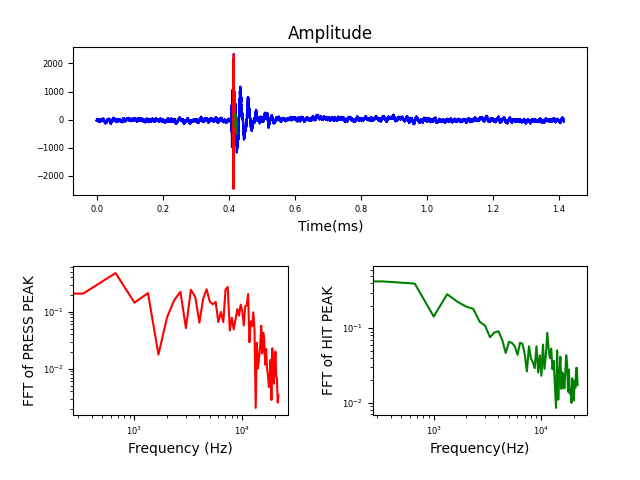 Amplitude
2000
1000
0
−1000
−2000
0.0 0.2 0.4 0.6 0.8 1.0 1.2 1.4
Time(ms)
FFT of PRESS PEAK
10⁻¹
10⁻²
10³ 10⁴
Frequency (Hz)
FFT of HIT PEAK
10⁻¹
10⁻²
10³ 10⁴
Frequency(Hz)